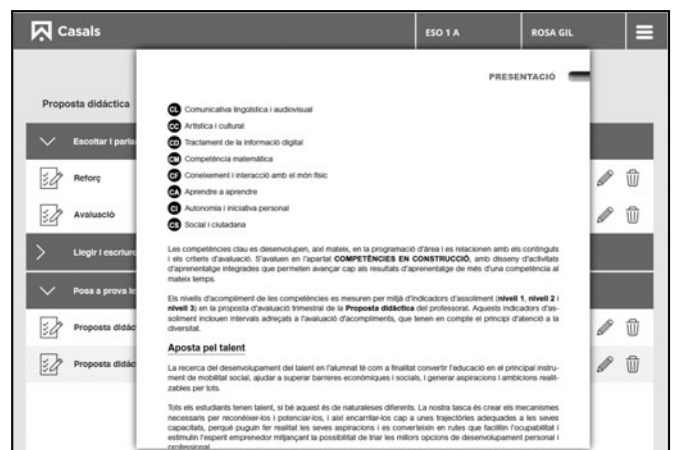 Casals
ESO 1 A
ROSA GIL
PRESENTACIÓ
Proposta didáctica
CL Comunicativa lingüística i audiovisual
CC Artística i cultural
CD Tractament de la informació digital
CM Competència matemàtica
CF Coneixement i interacció amb el món físic
CA Aprendre a aprendre
CI Autonomia i iniciativa personal
CS Social i ciutadana
Escoltar i parla
Reforç
Avaluació
Llegir i escriure
Posa a prova le
Proposta didàc
Proposta didàc
Les competències clau es desenvolupen, així mateix, en la programació d'àrea i es relacionen amb els continguts
i els criteris d'avaluació. S'avaluen en l'apartat COMPETÈNCIES EN CONSTRUCCIÓ, amb disseny d'activitats
d'aprenentatge integrades que permeten avançar cap als resultats d'aprenentatge de més d'una competència al
mateix temps.
Els nivells d'acompliment de les competències es mesuren per mitjà d'indicadors d'assoliment (nivell 1, nivell 2 i
nivell 3) en la proposta d'avaluació trimestral de la Proposta didàctica del professorat. Aquests indicadors d'as-
soliment inclouen intervals adreçats a l'avaluació d'acompliments, que tenen en compte el principi d'atenció a la
diversitat.
Aposta pel talent
La recerca del desenvolupament del talent en l'alumnat té com a finalitat convertir l'educació en el principal instru-
ment de mobilitat social, ajudar a superar barreres econòmiques i socials, i generar aspiracions i ambicions realit-
zables per tots.
Tots els estudiants tenen talent, si bé aquest és de naturaleses diferents. La nostra tasca és crear els mecanismes
necessaris per reconèixer-los i potenciar-los, i així encarrilar-los cap a unes trajectòries adequades a les seves
capacitats, perquè puguin fer realitat les seves aspiracions i es converteixin en rutes que facilitin l'ocupabilitat i
estimulin l'esperit emprenedor mitjançant la possibilitat de triar les millors opcions de desenvolupament personal i
professional